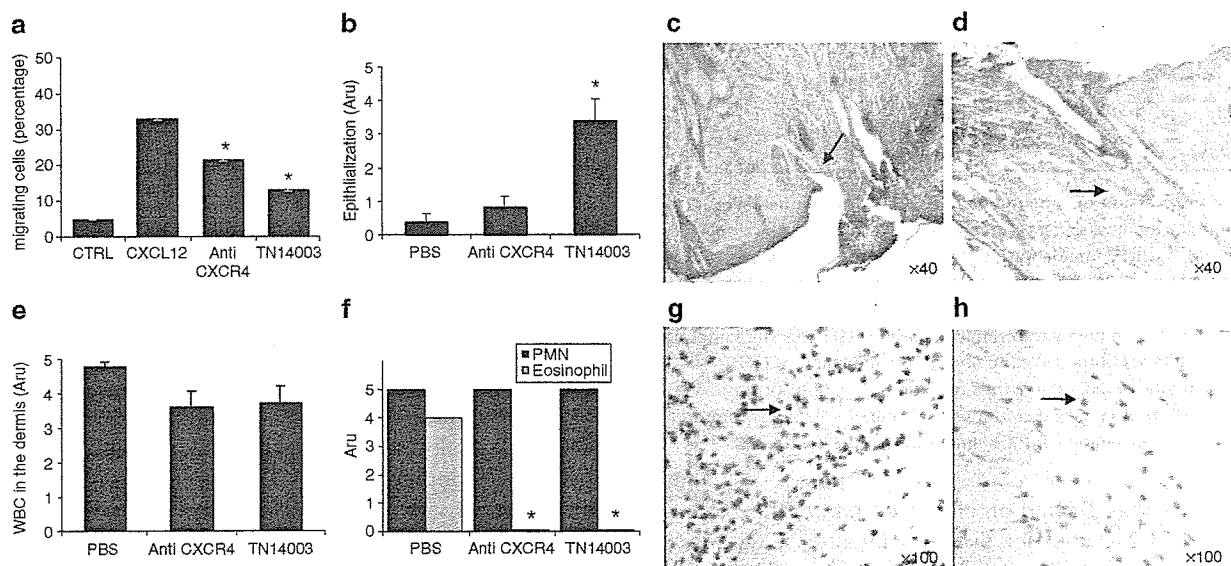 a
migrating cells (percentage)
50
40
30
20
10
0
CTRL
CXCL12
Anti
CXCR4
TN14003
*
*
b
Epithlialization (Aru)
5
4
3
2
1
0
PBS
Anti CXCR4
TN14003
*
c
×40
d
×40
e
WBC in the dermis (Aru)
5
4
3
2
1
0
PBS
Anti CXCR4
TN14003
f
Aru
5
4
3
2
1
0
PMN
Eosinophil
PBS
Anti CXCR4
TN14003
*
*
g
×100
h
×100